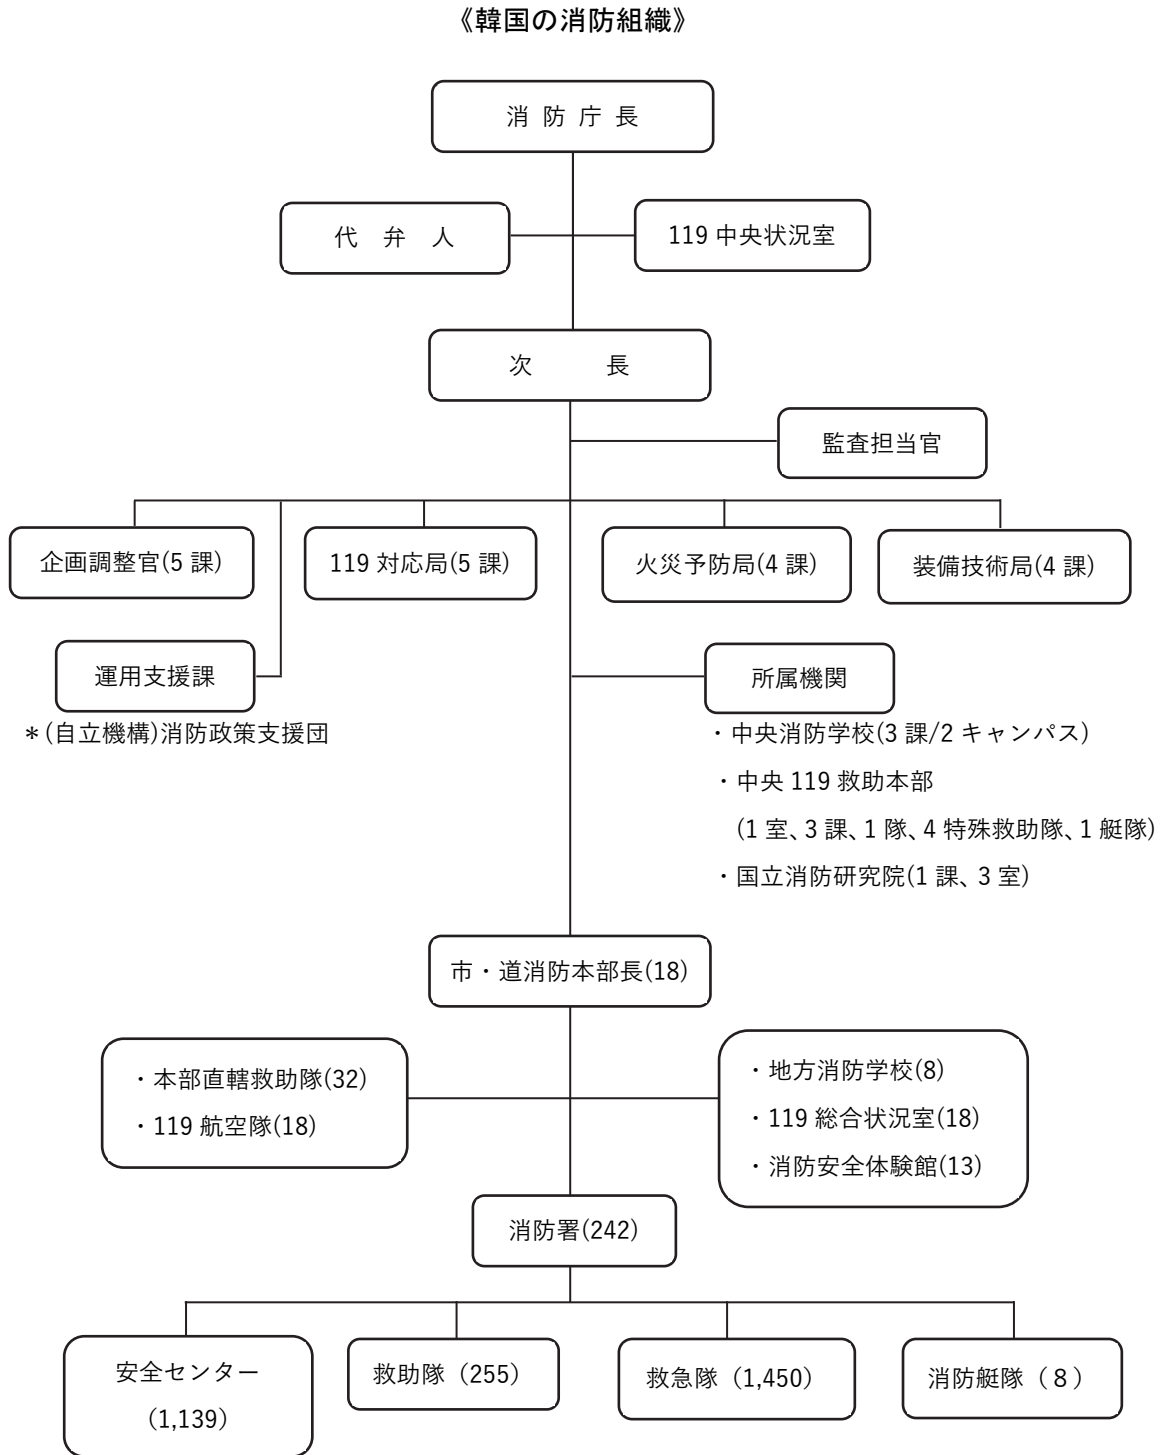 《韓国の消防組織》
消 防 庁 長
代 弁 人
119 中央状況室
次 長
監査担当官
企画調整官(5 課)
119 対応局(5 課)
火災予防局(4 課)
装備技術局(4 課)
運用支援課
所属機関
＊(自立機構)消防政策支援団
・中央消防学校(3 課/2 キャンパス)
・中央 119 救助本部
(1 室、3 課、1 隊、4 特殊救助隊、1 艇隊)
・国立消防研究院(1 課、3 室)
市・道消防本部長(18)
・本部直轄救助隊(32)
・119 航空隊(18)
・地方消防学校(8)
・119 総合状況室(18)
・消防安全体験館(13)
消防署(242)
安全センター
（1,139）
救助隊（255）
救急隊（1,450）
消防艇隊（８）